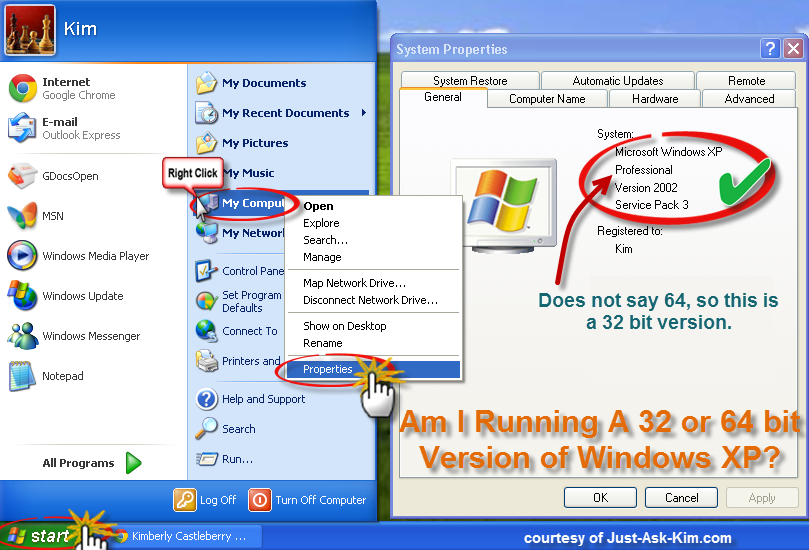 Kim
Internet
Google Chrome
E-mail
Outlook Express
GDocsOpen
MSN
Windows Media Player
Windows Update
Windows Messenger
Notepad
All Programs
My Documents
My Recent Documents
My Pictures
My Music
Right Click
My Comput
My Network
Control Pane
Set Program
Defaults
Connect To
Printers and
Help and Support
Search
Run...
Open
Explore
Search...
Manage
Map Network Drive...
Disconnect Network Drive...
Show on Desktop
Rename
Properties
Log Off
Turn Off Computer
start
Kimberly Castleberry ...
System Properties
System Restore
Automatic Updates
Remote
General
Computer Name
Hardware
Advanced
System:
Microsoft Windows XP
Professional
Version 2002
Service Pack 3
Registered to:
Kim
Does not say 64, so this is
a 32 bit version.
Am I Running A 32 or 64 bit
Version of Windows XP?
OK
Cancel
Apply
courtesy of Just-Ask-Kim.com